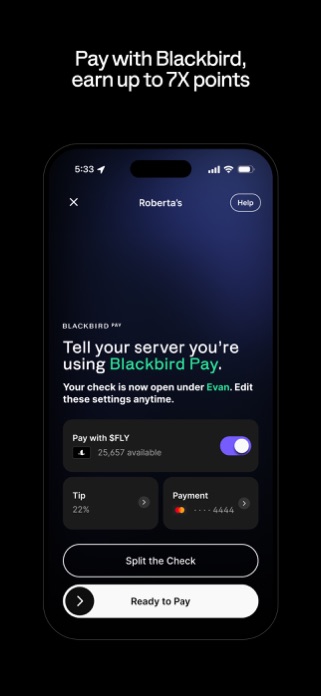 Pay with Blackbird,
earn up to 7X points
5:33
Roberta's
Help
BLACKBIRD PAY
Tell your server you're
using Blackbird Pay.
Your check is now open under Evan. Edit
these settings anytime.
Pay with $FLY
25,657 available
Tip
22%
Payment
---- 4444
Split the Check
Ready to Pay